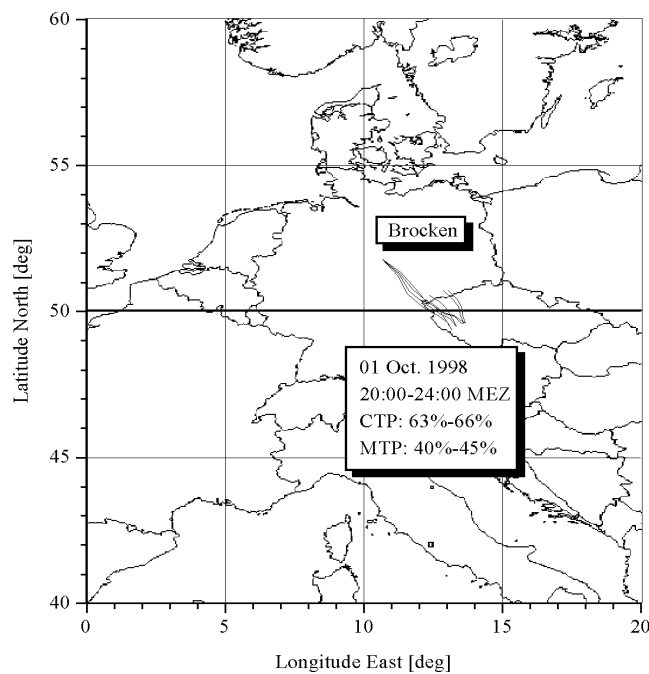 60
55
Brocken
50
01 Oct. 1998
20:00-24:00 MEZ
CTP: 63%-66%
MTP: 40%-45%
45
40
0 5 10 15 20
Latitude North [deg]
Longitude East [deg]